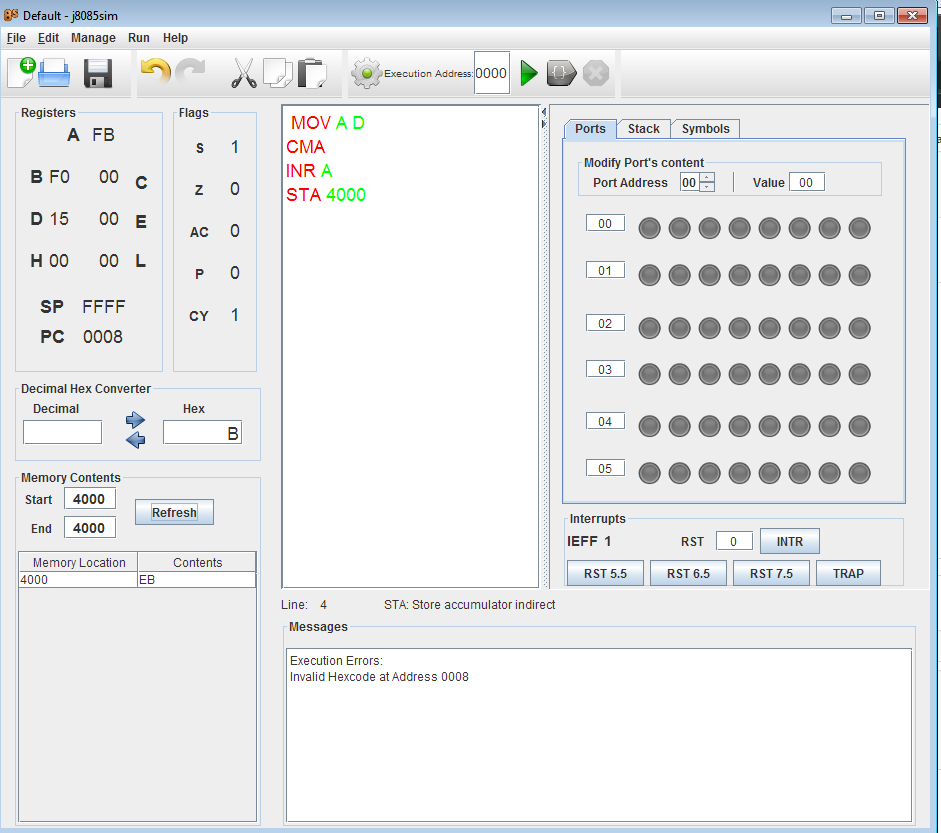 Default - j8085sim
File Edit Manage Run Help
Execution Address: 0000
Registers
A FB
B F0 00 C
D 15 00 E
H 00 00 L
SP FFFF
PC 0008
Flags
S 1
Z 0
AC 0
P 0
CY 1
Decimal Hex Converter
Decimal Hex
B
Memory Contents
Start 4000
End 4000
Refresh
Memory Location Contents
4000 EB
MOV A D
CMA
INR A
STA 4000
Line: 4 STA: Store accumulator indirect
Messages
Execution Errors:
Invalid Hexcode at Address 0008
Ports Stack Symbols
Modify Port's content
Port Address 00 Value 00
00
01
02
03
04
05
Interrupts
IEFF 1 RST 0 INTR
RST 5.5 RST 6.5 RST 7.5 TRAP